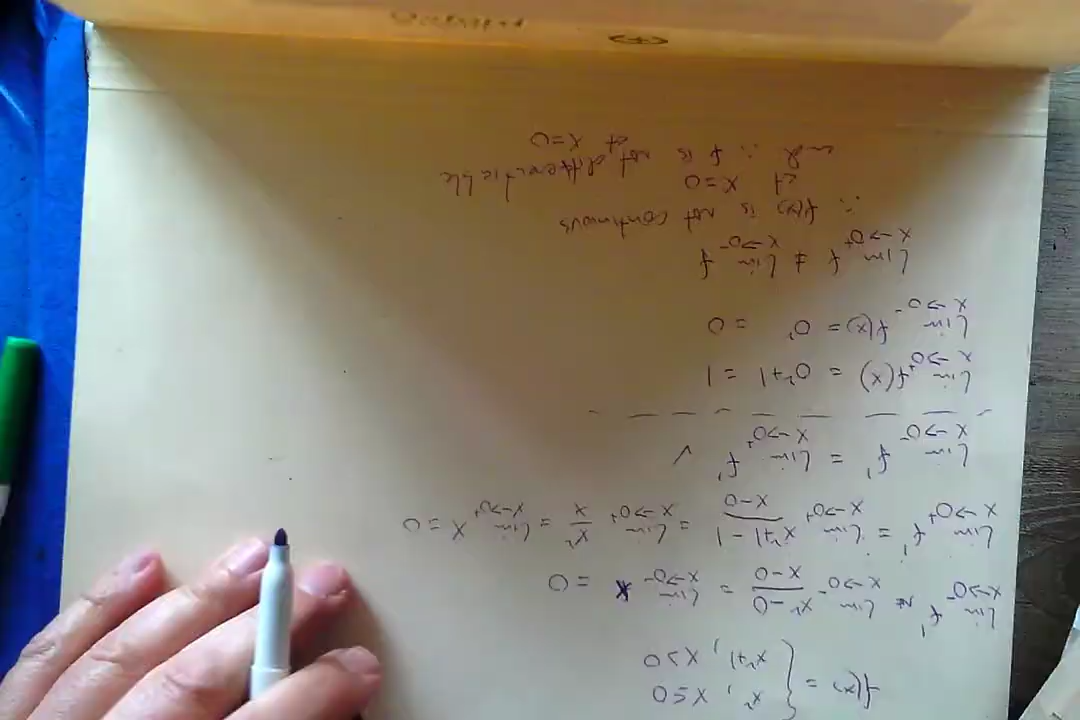 f(x) = { x², x≤0
x²+1, x>0
Lim x->0⁻ f' = Lim x->0⁻ x²-0 / x-0 = Lim x->0⁻ x = 0
Lim x->0⁺ f' = Lim x->0⁺ x²+1-1 / x-0 = Lim x->0⁺ x²/x = Lim x->0⁺ x = 0
Lim x->0⁻ f' = Lim x->0⁺ f' ✓
Lim x->0⁺ f(x) = 0²+1 = 1
Lim x->0⁻ f(x) = 0² = 0
Lim x->0⁺ f ≠ Lim x->0⁻ f
∴ f(x) is not continuous
at x=0
and ∴ f is not differentiable
at x=0